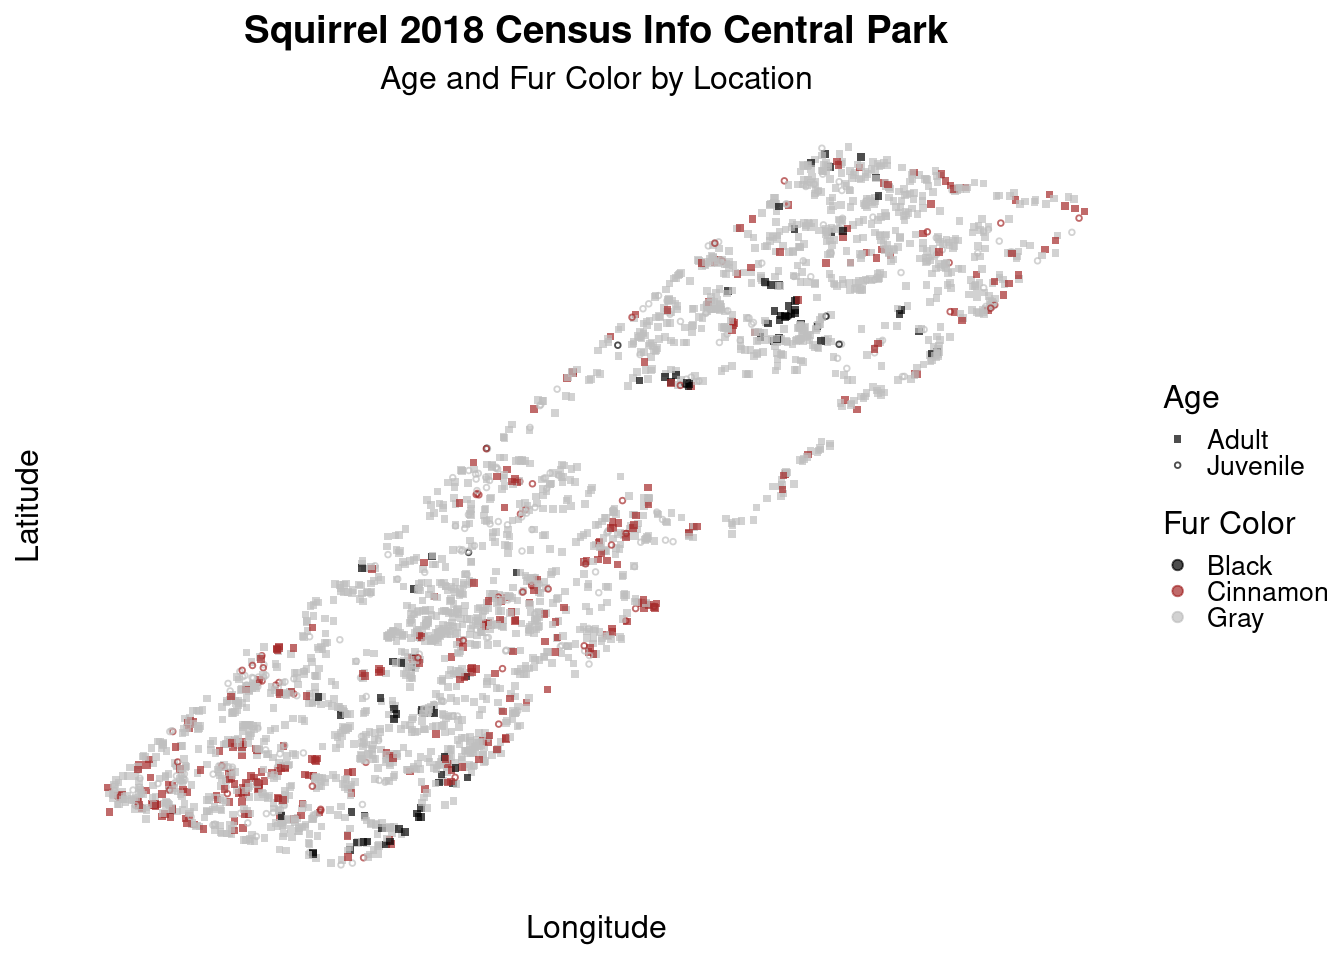 Squirrel 2018 Census Info Central Park
Age and Fur Color by Location
Latitude
Longitude
Age
Adult
Juvenile
Fur Color
Black
Cinnamon
Gray